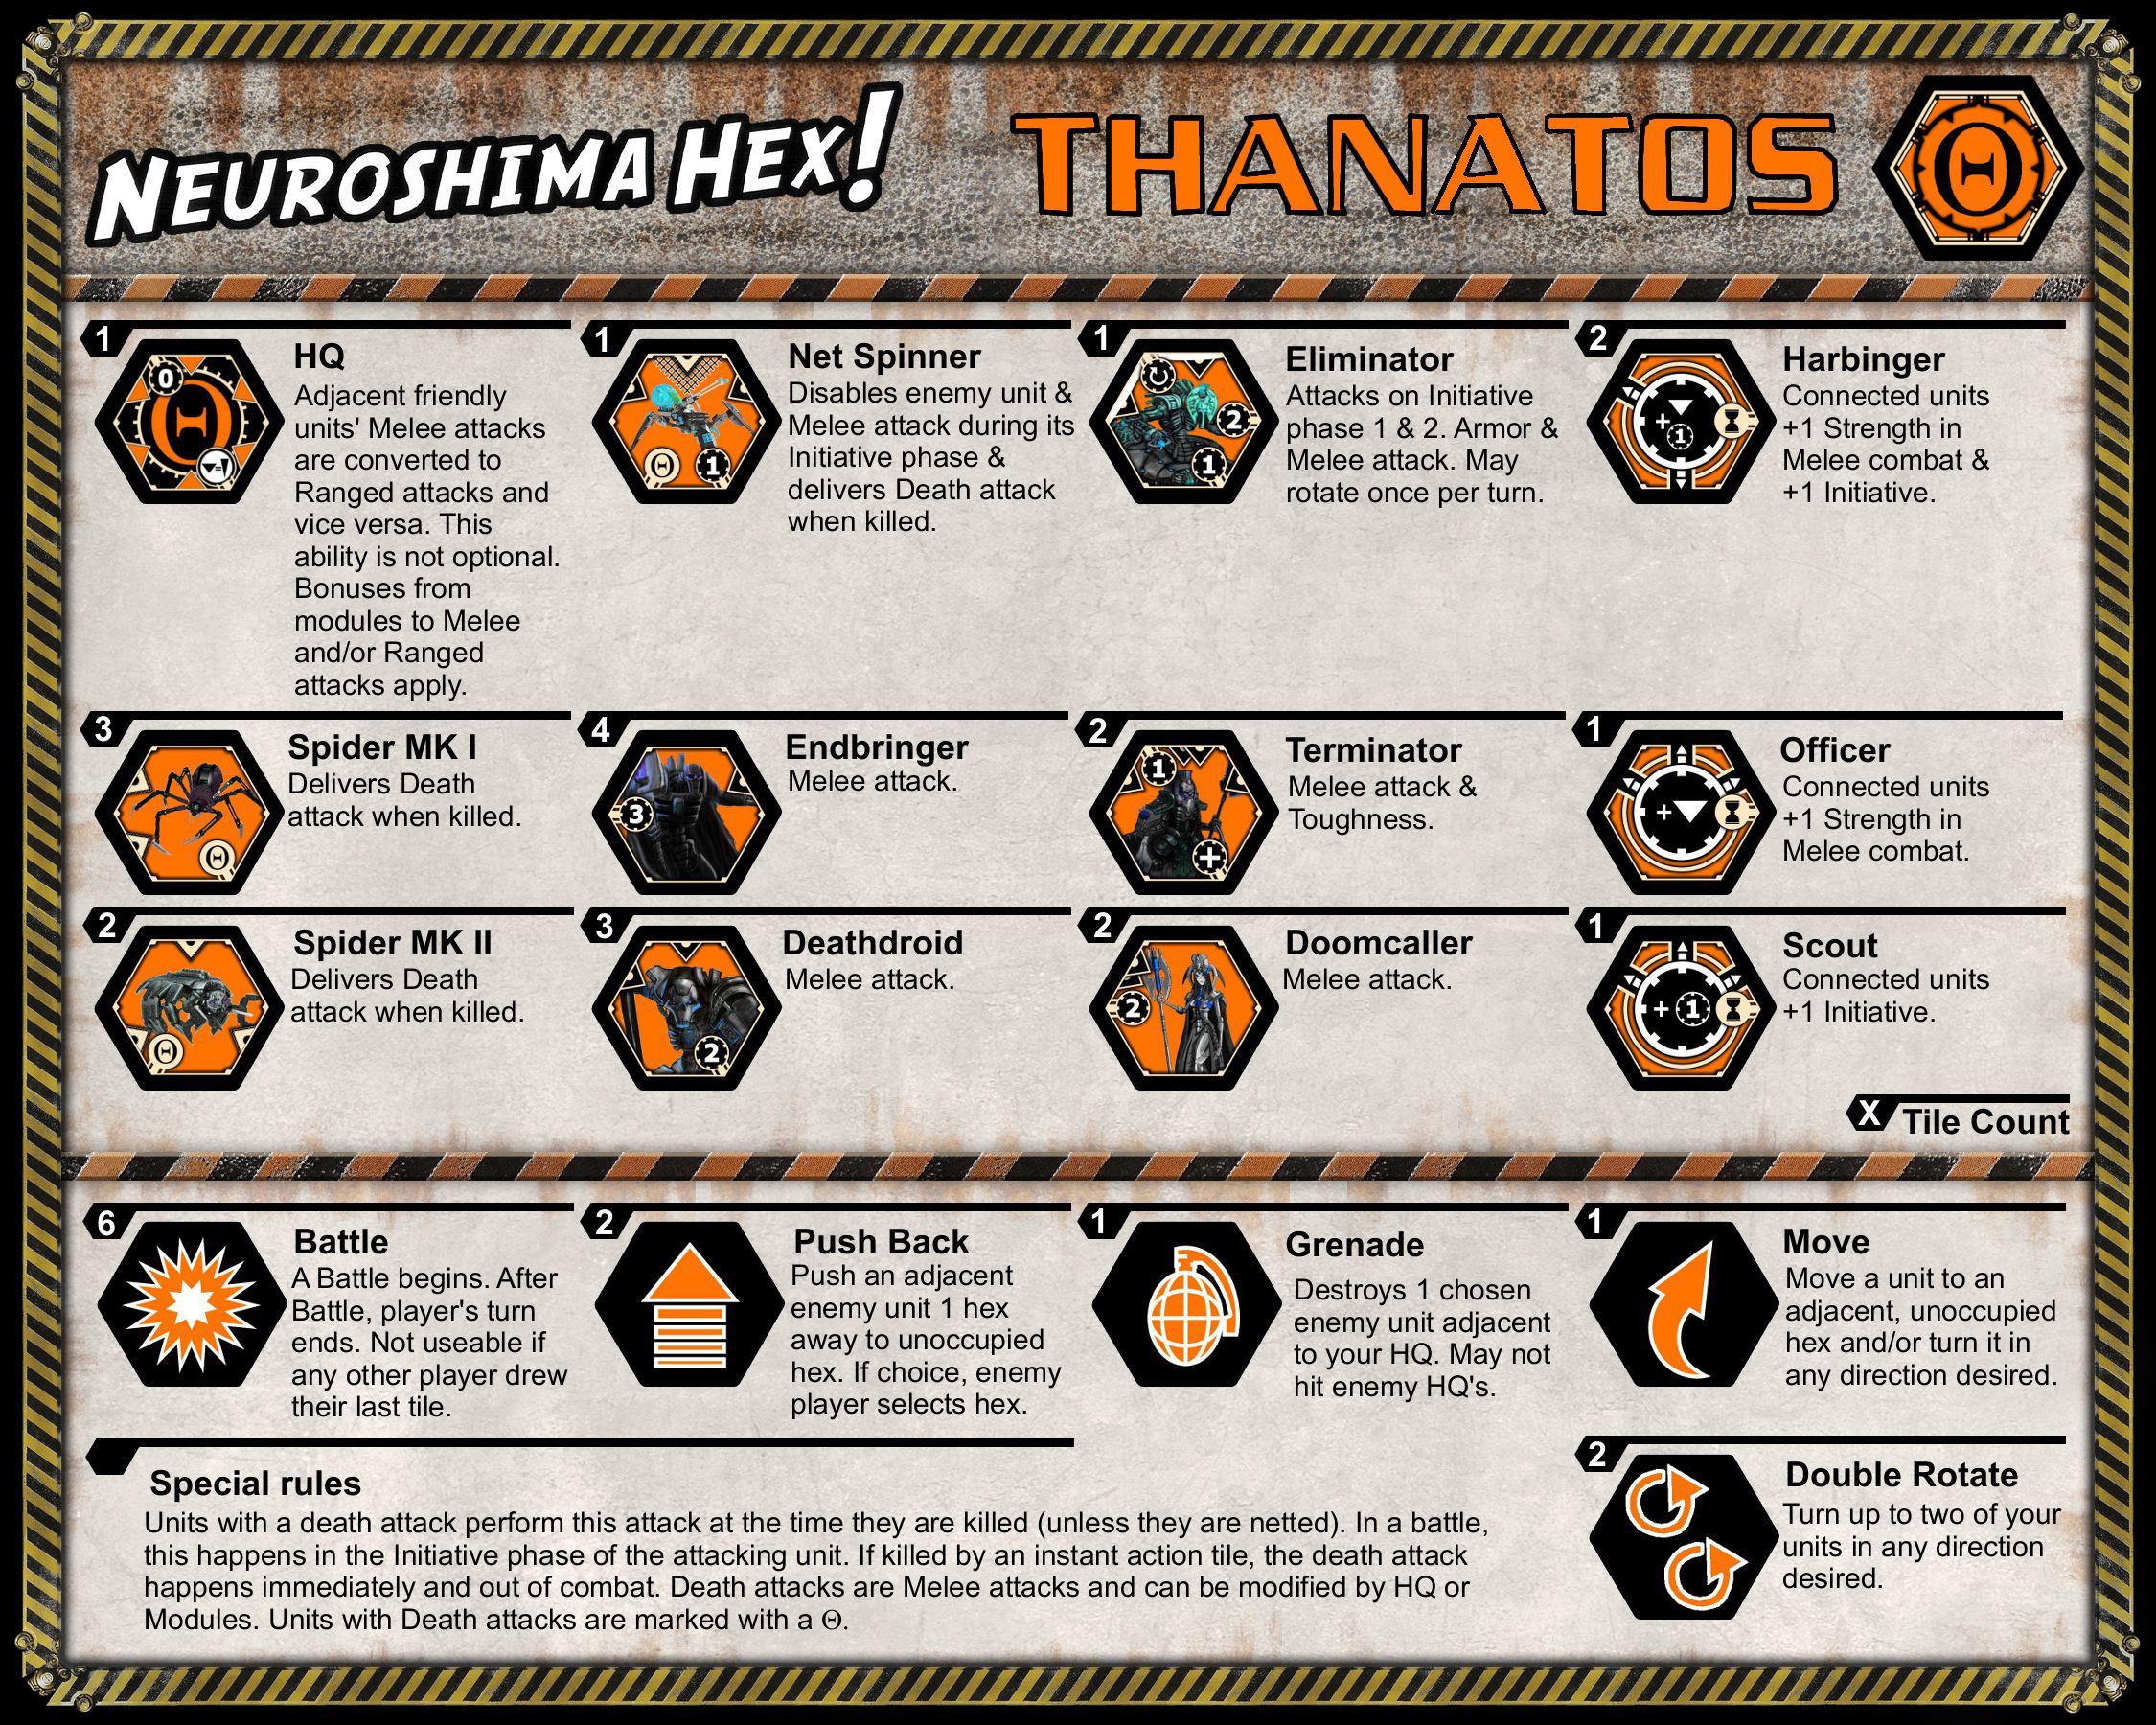 NEUROSHIMA HEX!
THANATOS
Θ
1
0
Θ
HQ
Adjacent friendly
units' Melee attacks
are converted to
Ranged attacks and
vice versa. This
ability is not optional.
Bonuses from
modules to Melee
and/or Ranged
attacks apply.
1
Θ
1
Net Spinner
Disables enemy unit &
Melee attack during its
Initiative phase &
delivers Death attack
when killed.
1
2
1
Eliminator
Attacks on Initiative
phase 1 & 2. Armor &
Melee attack. May
rotate once per turn.
2
+
1
Harbinger
Connected units
+1 Strength in
Melee combat &
+1 Initiative.
3
Θ
Spider MK I
Delivers Death
attack when killed.
4
3
Endbringer
Melee attack.
2
1
+
Terminator
Melee attack &
Toughness.
1
+
Officer
Connected units
+1 Strength in
Melee combat.
2
Θ
Spider MK II
Delivers Death
attack when killed.
3
2
Deathdroid
Melee attack.
2
2
Doomcaller
Melee attack.
1
+ 1
Scout
Connected units
+1 Initiative.
X Tile Count
6
Battle
A Battle begins. After
Battle, player's turn
ends. Not useable if
any other player drew
their last tile.
2
Push Back
Push an adjacent
enemy unit 1 hex
away to unoccupied
hex. If choice, enemy
player selects hex.
1
Grenade
Destroys 1 chosen
enemy unit adjacent
to your HQ. May not
hit enemy HQ's.
1
Move
Move a unit to an
adjacent, unoccupied
hex and/or turn it in
any direction desired.
Special rules
Units with a death attack perform this attack at the time they are killed (unless they are netted). In a battle,
this happens in the Initiative phase of the attacking unit. If killed by an instant action tile, the death attack
happens immediately and out of combat. Death attacks are Melee attacks and can be modified by HQ or
Modules. Units with Death attacks are marked with a Θ.
2
Double Rotate
Turn up to two of your
units in any direction
desired.